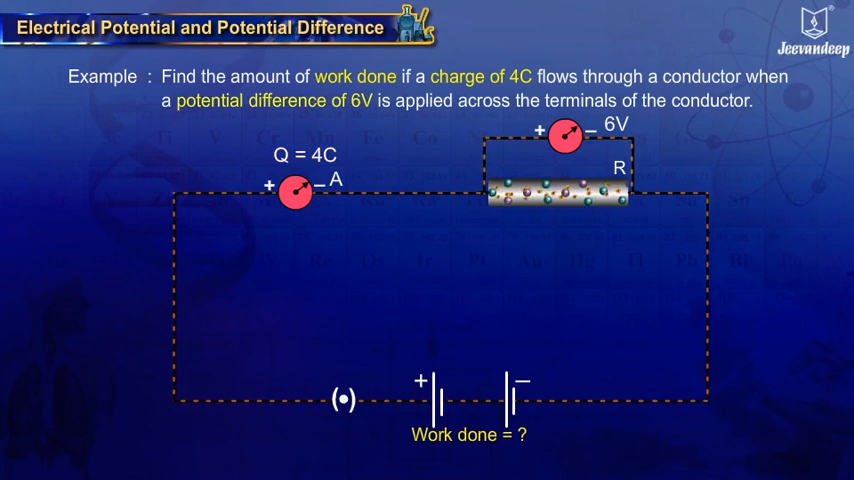 Electrical Potential and Potential Difference
Jeevandeep
Example : Find the amount of work done if a charge of 4C flows through a conductor when
a potential difference of 6V is applied across the terminals of the conductor.
+ – 6V
Q = 4C
R
+ – A
+ –
Work done = ?